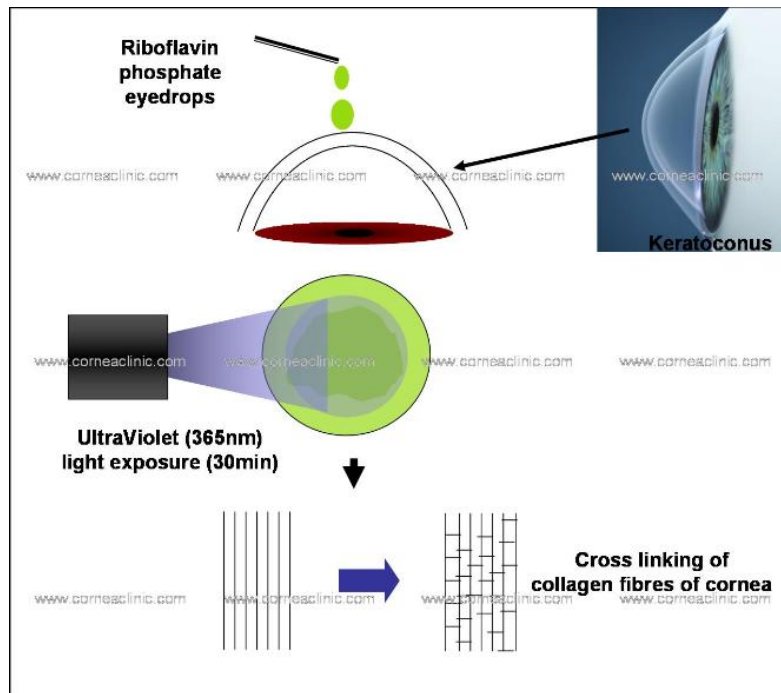 Riboflavin
phosphate
eyedrops
www.corneaclinic.com www.corneaclinic.com www.corneaclinic.com www.corneaclinic.com
Keratoconus
www.corneaclinic.com www.corneaclinic.com www.corneaclinic.com www.corneaclinic.com
UltraViolet (365nm)
light exposure (30min)
Cross linking of
collagen fibres of cornea
www.corneaclinic.com www.corneaclinic.com www.corneaclinic.com www.corneaclinic.com